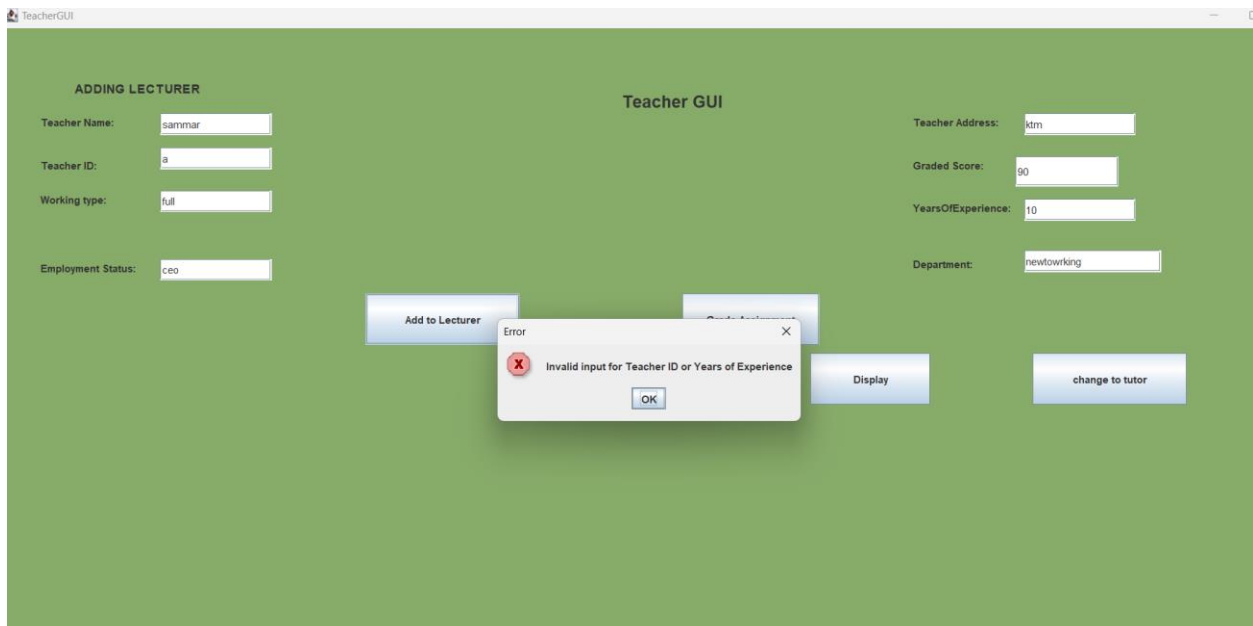 TeacherGUI
ADDING LECTURER
Teacher GUI
Teacher Name:
sammar
Teacher Address:
ktm
Teacher ID:
a
Graded Score:
90
Working type:
full
YearsOfExperience:
10
Employment Status:
ceo
Department:
newtowrking
Add to Lecturer
Error
Invalid input for Teacher ID or Years of Experience
OK
Display
change to tutor